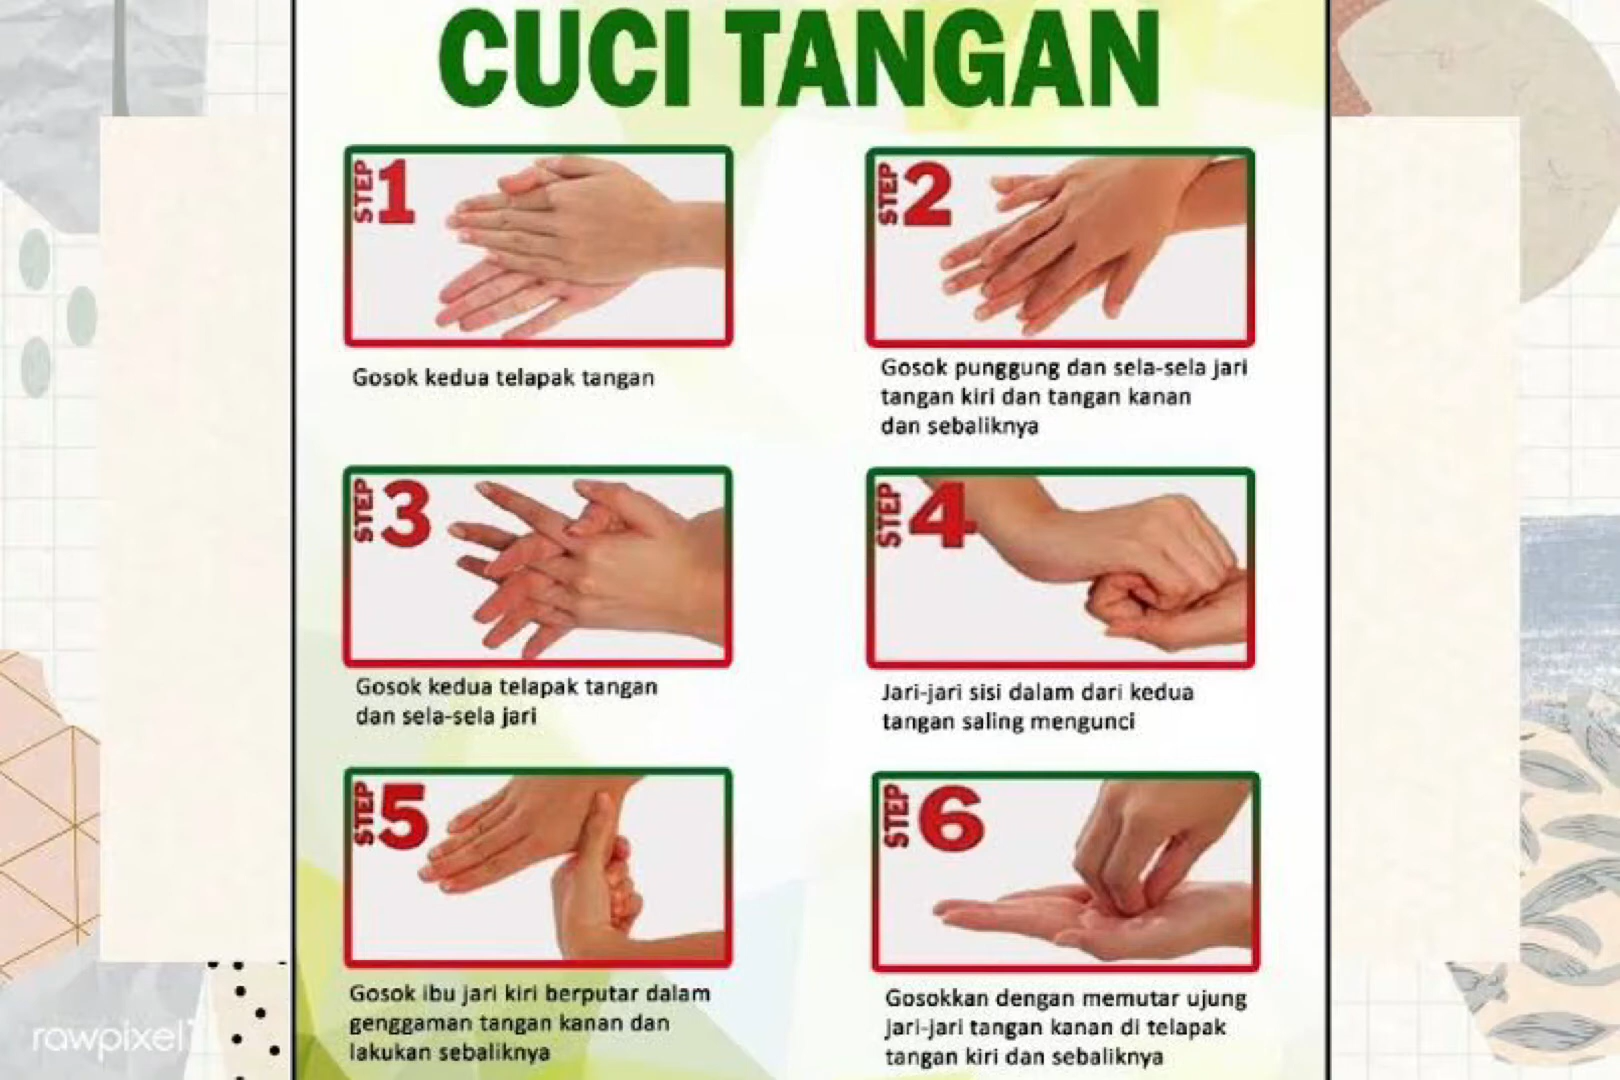 CUCI TANGAN
STEP 1
Gosok kedua telapak tangan
STEP 2
Gosok punggung dan sela-sela jari
tangan kiri dan tangan kanan
dan sebaliknya
STEP 3
Gosok kedua telapak tangan
dan sela-sela jari
STEP 4
Jari-jari sisi dalam dari kedua
tangan saling mengunci
STEP 5
Gosok ibu jari kiri berputar dalam
genggaman tangan kanan dan
lakukan sebaliknya
STEP 6
Gosokkan dengan memutar ujung
jari-jari tangan kanan di telapak
tangan kiri dan sebaliknya
rawpixel